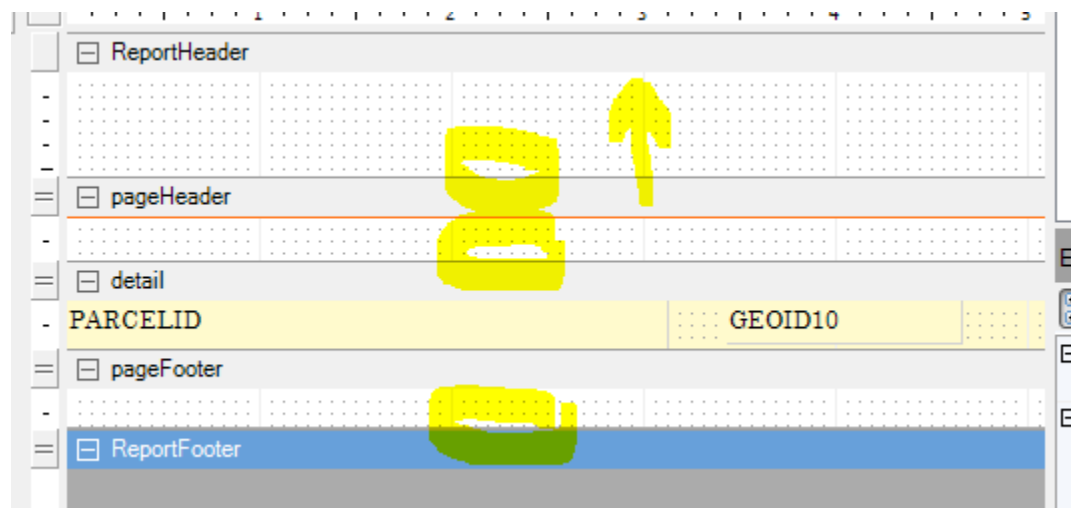 1 2 3 4 5
ReportHeader
pageHeader
detail
PARCELID GEOID10
pageFooter
ReportFooter